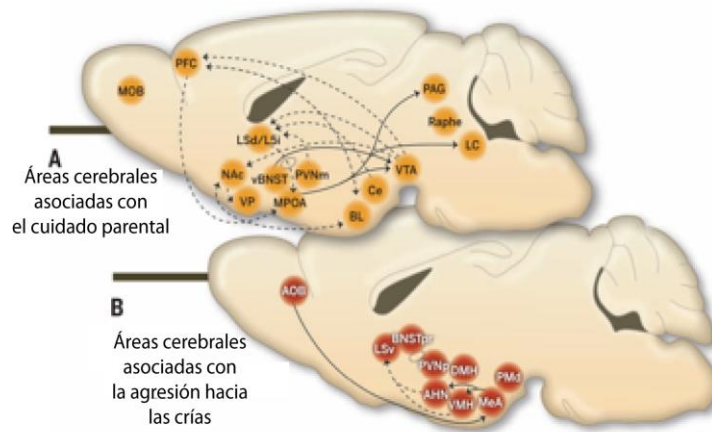 PFC
MOB
PAG
Raphe
LC
LSd/LSi
A
Áreas cerebrales
asociadas con
el cuidado parental
NAc
vBNST
PVNm
VTA
VP
MPOA
Ce
BL
B
AOB
Áreas cerebrales
asociadas con
la agresión hacia
las crías
LSv
BNSTpr
PVNp
DMH
PMd
AHN
VMH
MeA